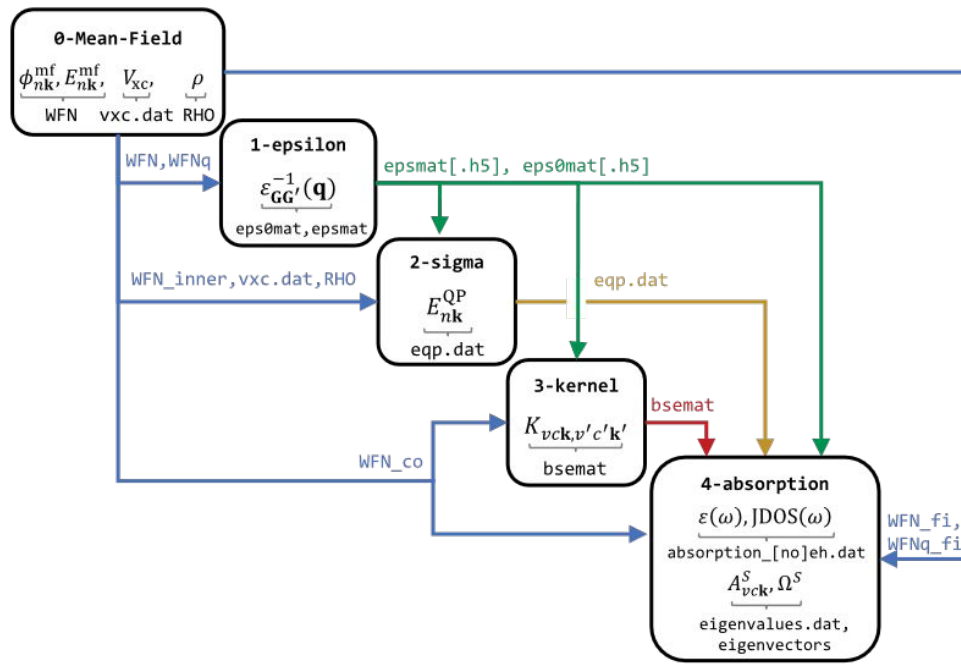 0-Mean-Field
ϕ^mf_nk, E^mf_nk, V_xc, ρ
WFN vxc.dat RHO
WFN,WFNq
1-epsilon
ε^−1_GG′(q)
eps0mat,epsmat
epsmat[.h5], eps0mat[.h5]
WFN_inner,vxc.dat,RHO
2-sigma
E^QP_nk
eqp.dat
eqp.dat
3-kernel
K_vck,v′c′k′
bsemat
bsemat
WFN_co
4-absorption
ε(ω), JDOS(ω)
absorption_[no]eh.dat
A^S_vck, Ω^S
eigenvalues.dat,
eigenvectors
WFN_fi,
WFNq_fi